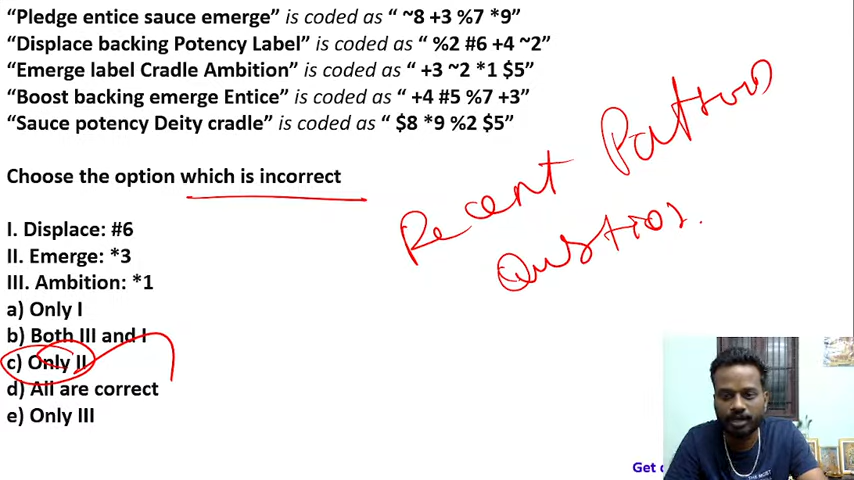 “Pledge entice sauce emerge” is coded as “ ~8 +3 %7 *9”
“Displace backing Potency Label” is coded as “ %2 #6 +4 ~2”
“Emerge label Cradle Ambition” is coded as “ +3 ~2 *1 $5”
“Boost backing emerge Entice” is coded as “ +4 #5 %7 +3”
“Sauce potency Deity cradle” is coded as “ $8 *9 %2 $5”
Choose the option which is incorrect
Recent Pattern
Question.
I. Displace: #6
II. Emerge: *3
III. Ambition: *1
a) Only I
b) Both III and I
c) Only II
d) All are correct
e) Only III
Get